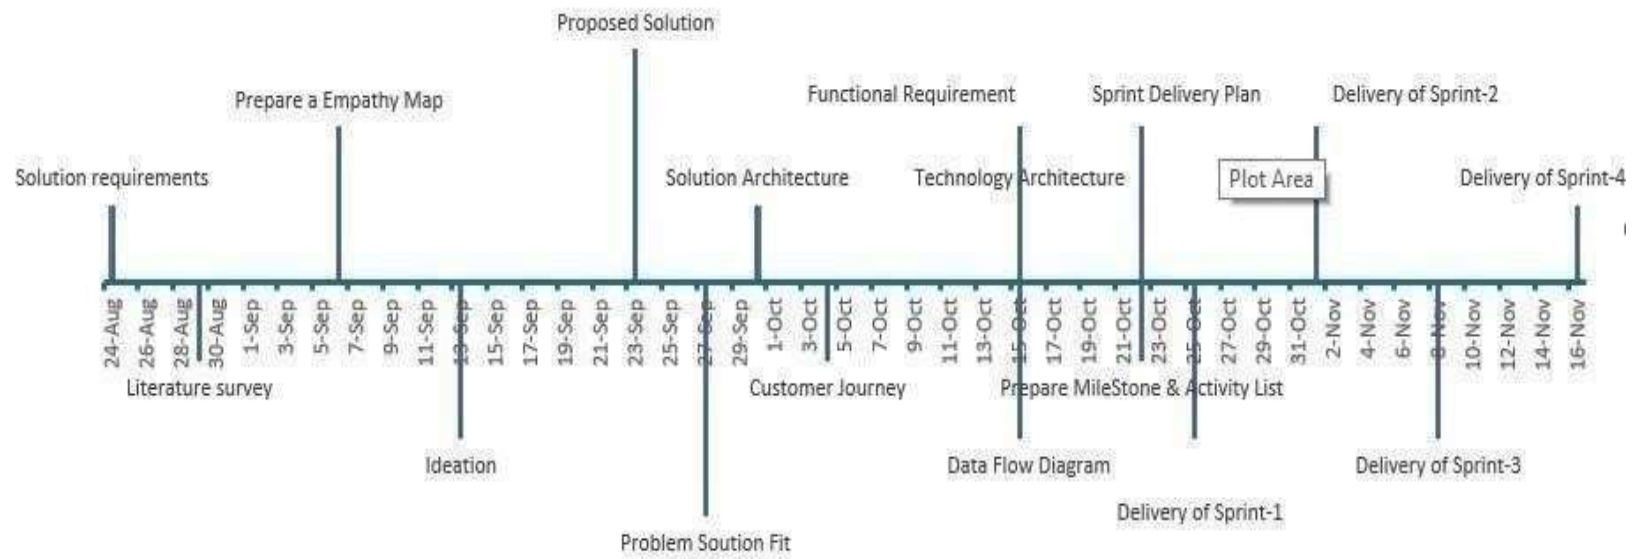 Proposed Solution
Prepare a Empathy Map
Functional Requirement
Sprint Delivery Plan
Delivery of Sprint-2
Solution requirements
Solution Architecture
Technology Architecture
Plot Area
Delivery of Sprint-4
24-Aug
26-Aug
28-Aug
30-Aug
1-Sep
3-Sep
5-Sep
7-Sep
9-Sep
11-Sep
13-Sep
15-Sep
17-Sep
19-Sep
21-Sep
23-Sep
25-Sep
27-Sep
29-Sep
1-Oct
3-Oct
5-Oct
7-Oct
9-Oct
11-Oct
13-Oct
15-Oct
17-Oct
19-Oct
21-Oct
23-Oct
25-Oct
27-Oct
29-Oct
31-Oct
2-Nov
4-Nov
6-Nov
8-Nov
10-Nov
12-Nov
14-Nov
16-Nov
Literature survey
Customer Journey
Prepare MileStone & Activity List
Ideation
Data Flow Diagram
Delivery of Sprint-3
Delivery of Sprint-1
Problem Soution Fit